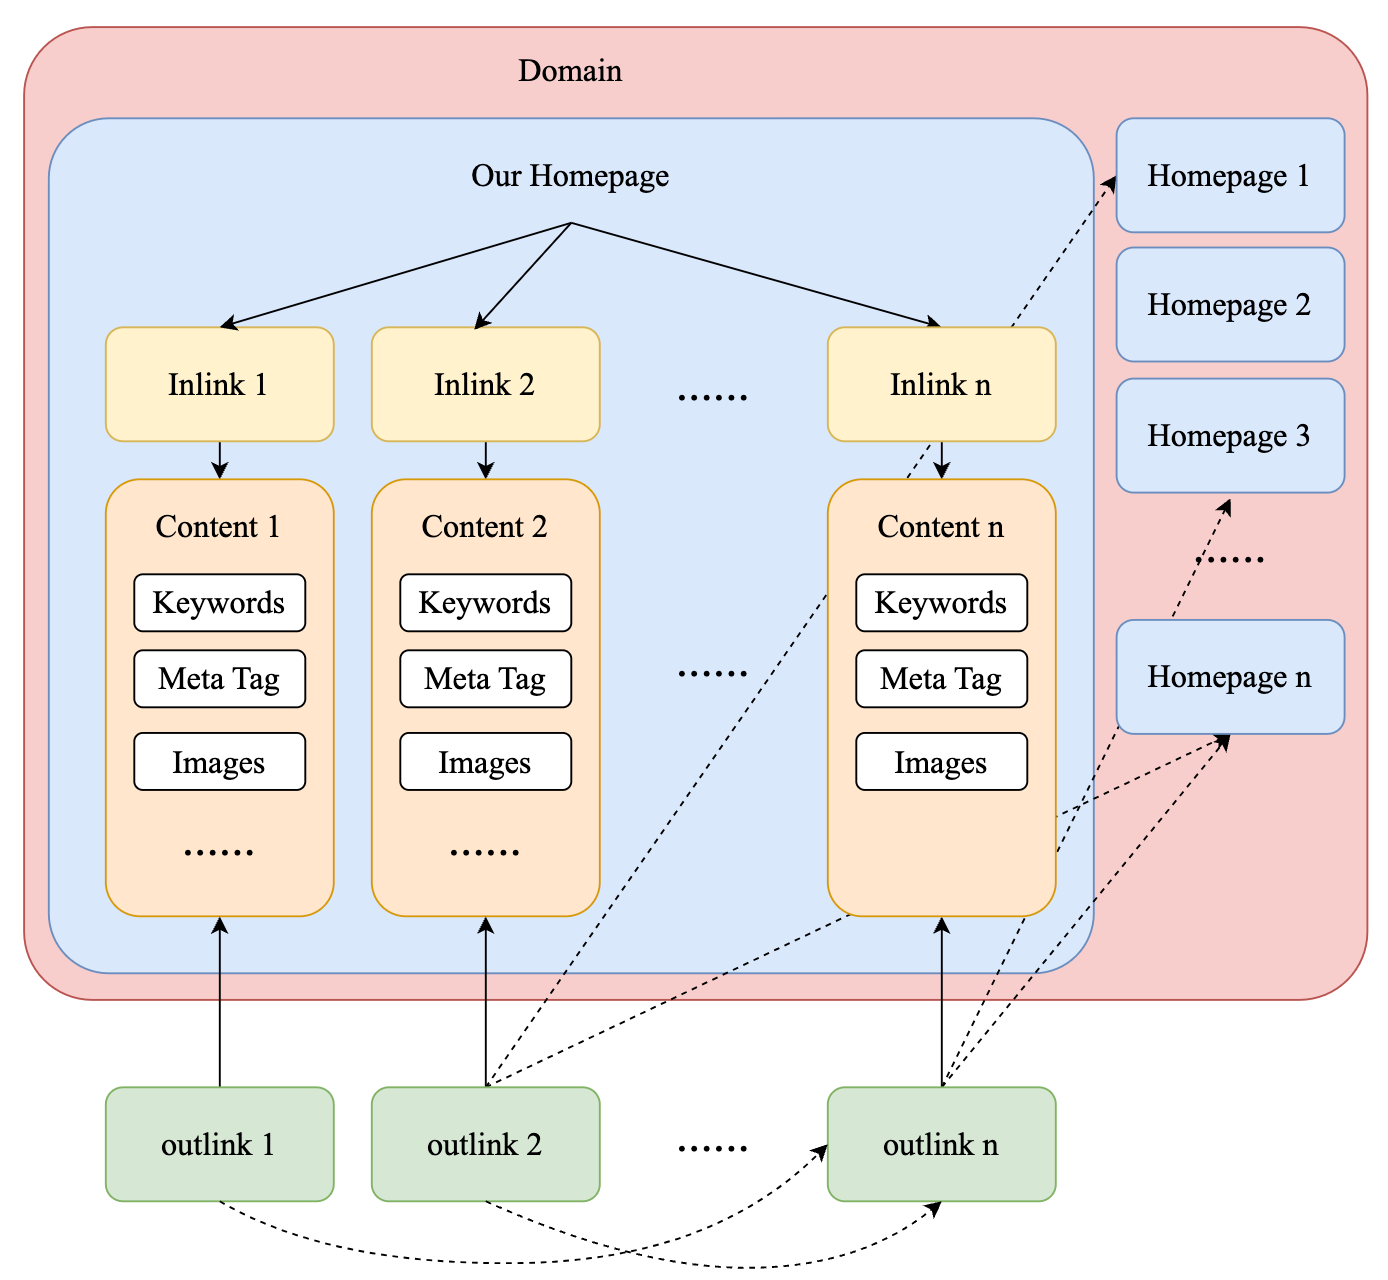 Domain
Our Homepage
Homepage 1
Homepage 2
Homepage 3
......
Homepage n
Inlink 1
Inlink 2
......
Inlink n
Content 1
Keywords
Meta Tag
Images
......
Content 2
Keywords
Meta Tag
Images
......
......
Content n
Keywords
Meta Tag
Images
outlink 1
outlink 2
......
outlink n